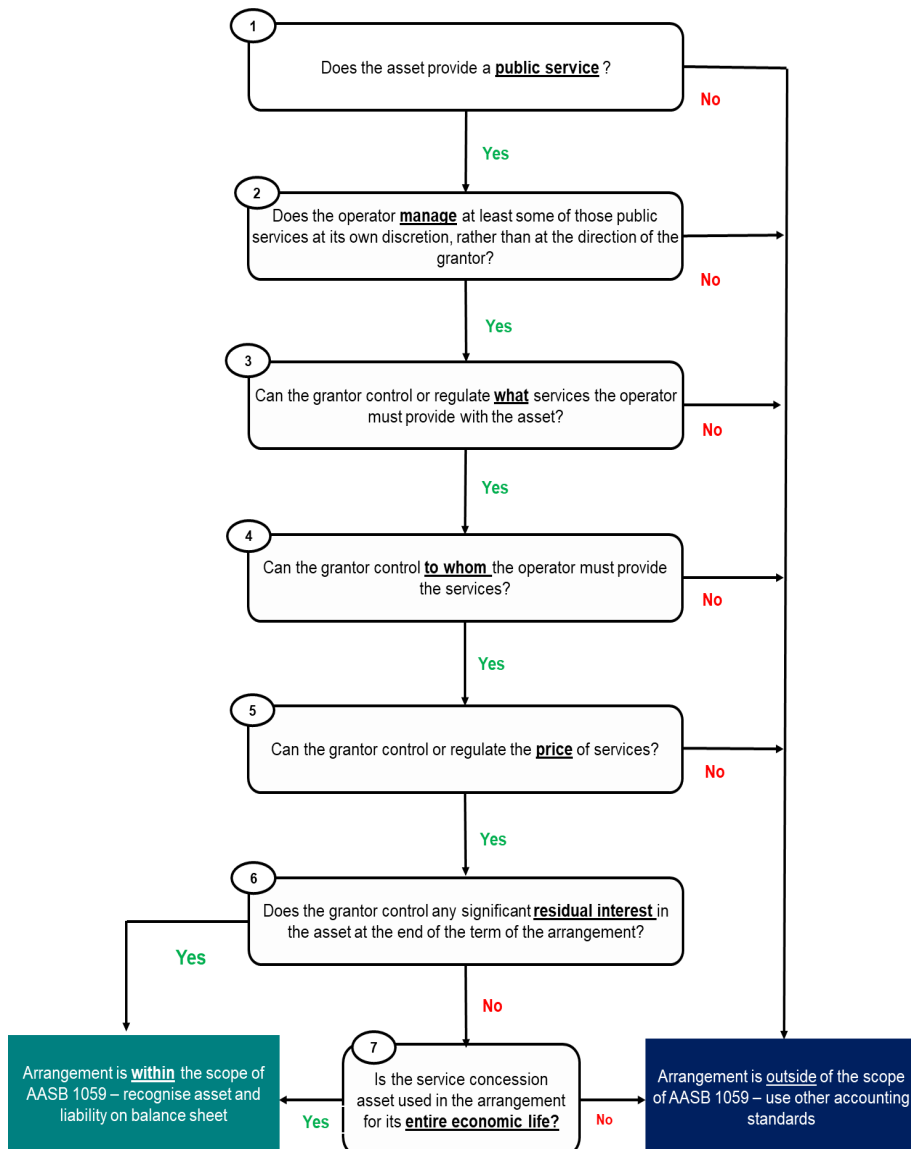 1
Does the asset provide a public service ?
No
Yes
2
Does the operator manage at least some of those public
services at its own discretion, rather than at the direction of the
grantor?
No
Yes
3
Can the grantor control or regulate what services the operator
must provide with the asset?
No
Yes
4
Can the grantor control to whom the operator must provide
the services?
No
Yes
5
Can the grantor control or regulate the price of services?
No
Yes
6
Does the grantor control any significant residual interest in
the asset at the end of the term of the arrangement?
Yes
No
7
Is the service concession
asset used in the arrangement
for its entire economic life?
Yes
No
Arrangement is within the scope of
AASB 1059 – recognise asset and
liability on balance sheet
Arrangement is outside of the scope
of AASB 1059 – use other accounting
standards